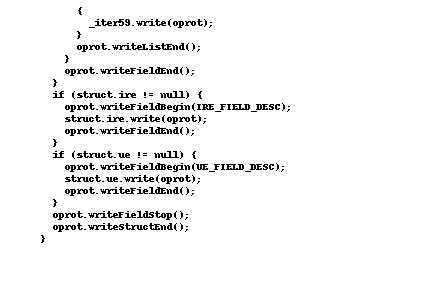 {
_iter59.write(oprot);
}
oprot.writeListEnd();
}
oprot.writeFieldEnd();
}
if (struct.ire != null) {
oprot.writeFieldBegin(IRE_FIELD_DESC);
struct.ire.write(oprot);
oprot.writeFieldEnd();
}
if (struct.ue != null) {
oprot.writeFieldBegin(UE_FIELD_DESC);
struct.ue.write(oprot);
oprot.writeFieldEnd();
}
oprot.writeFieldStop();
oprot.writeStructEnd();
}